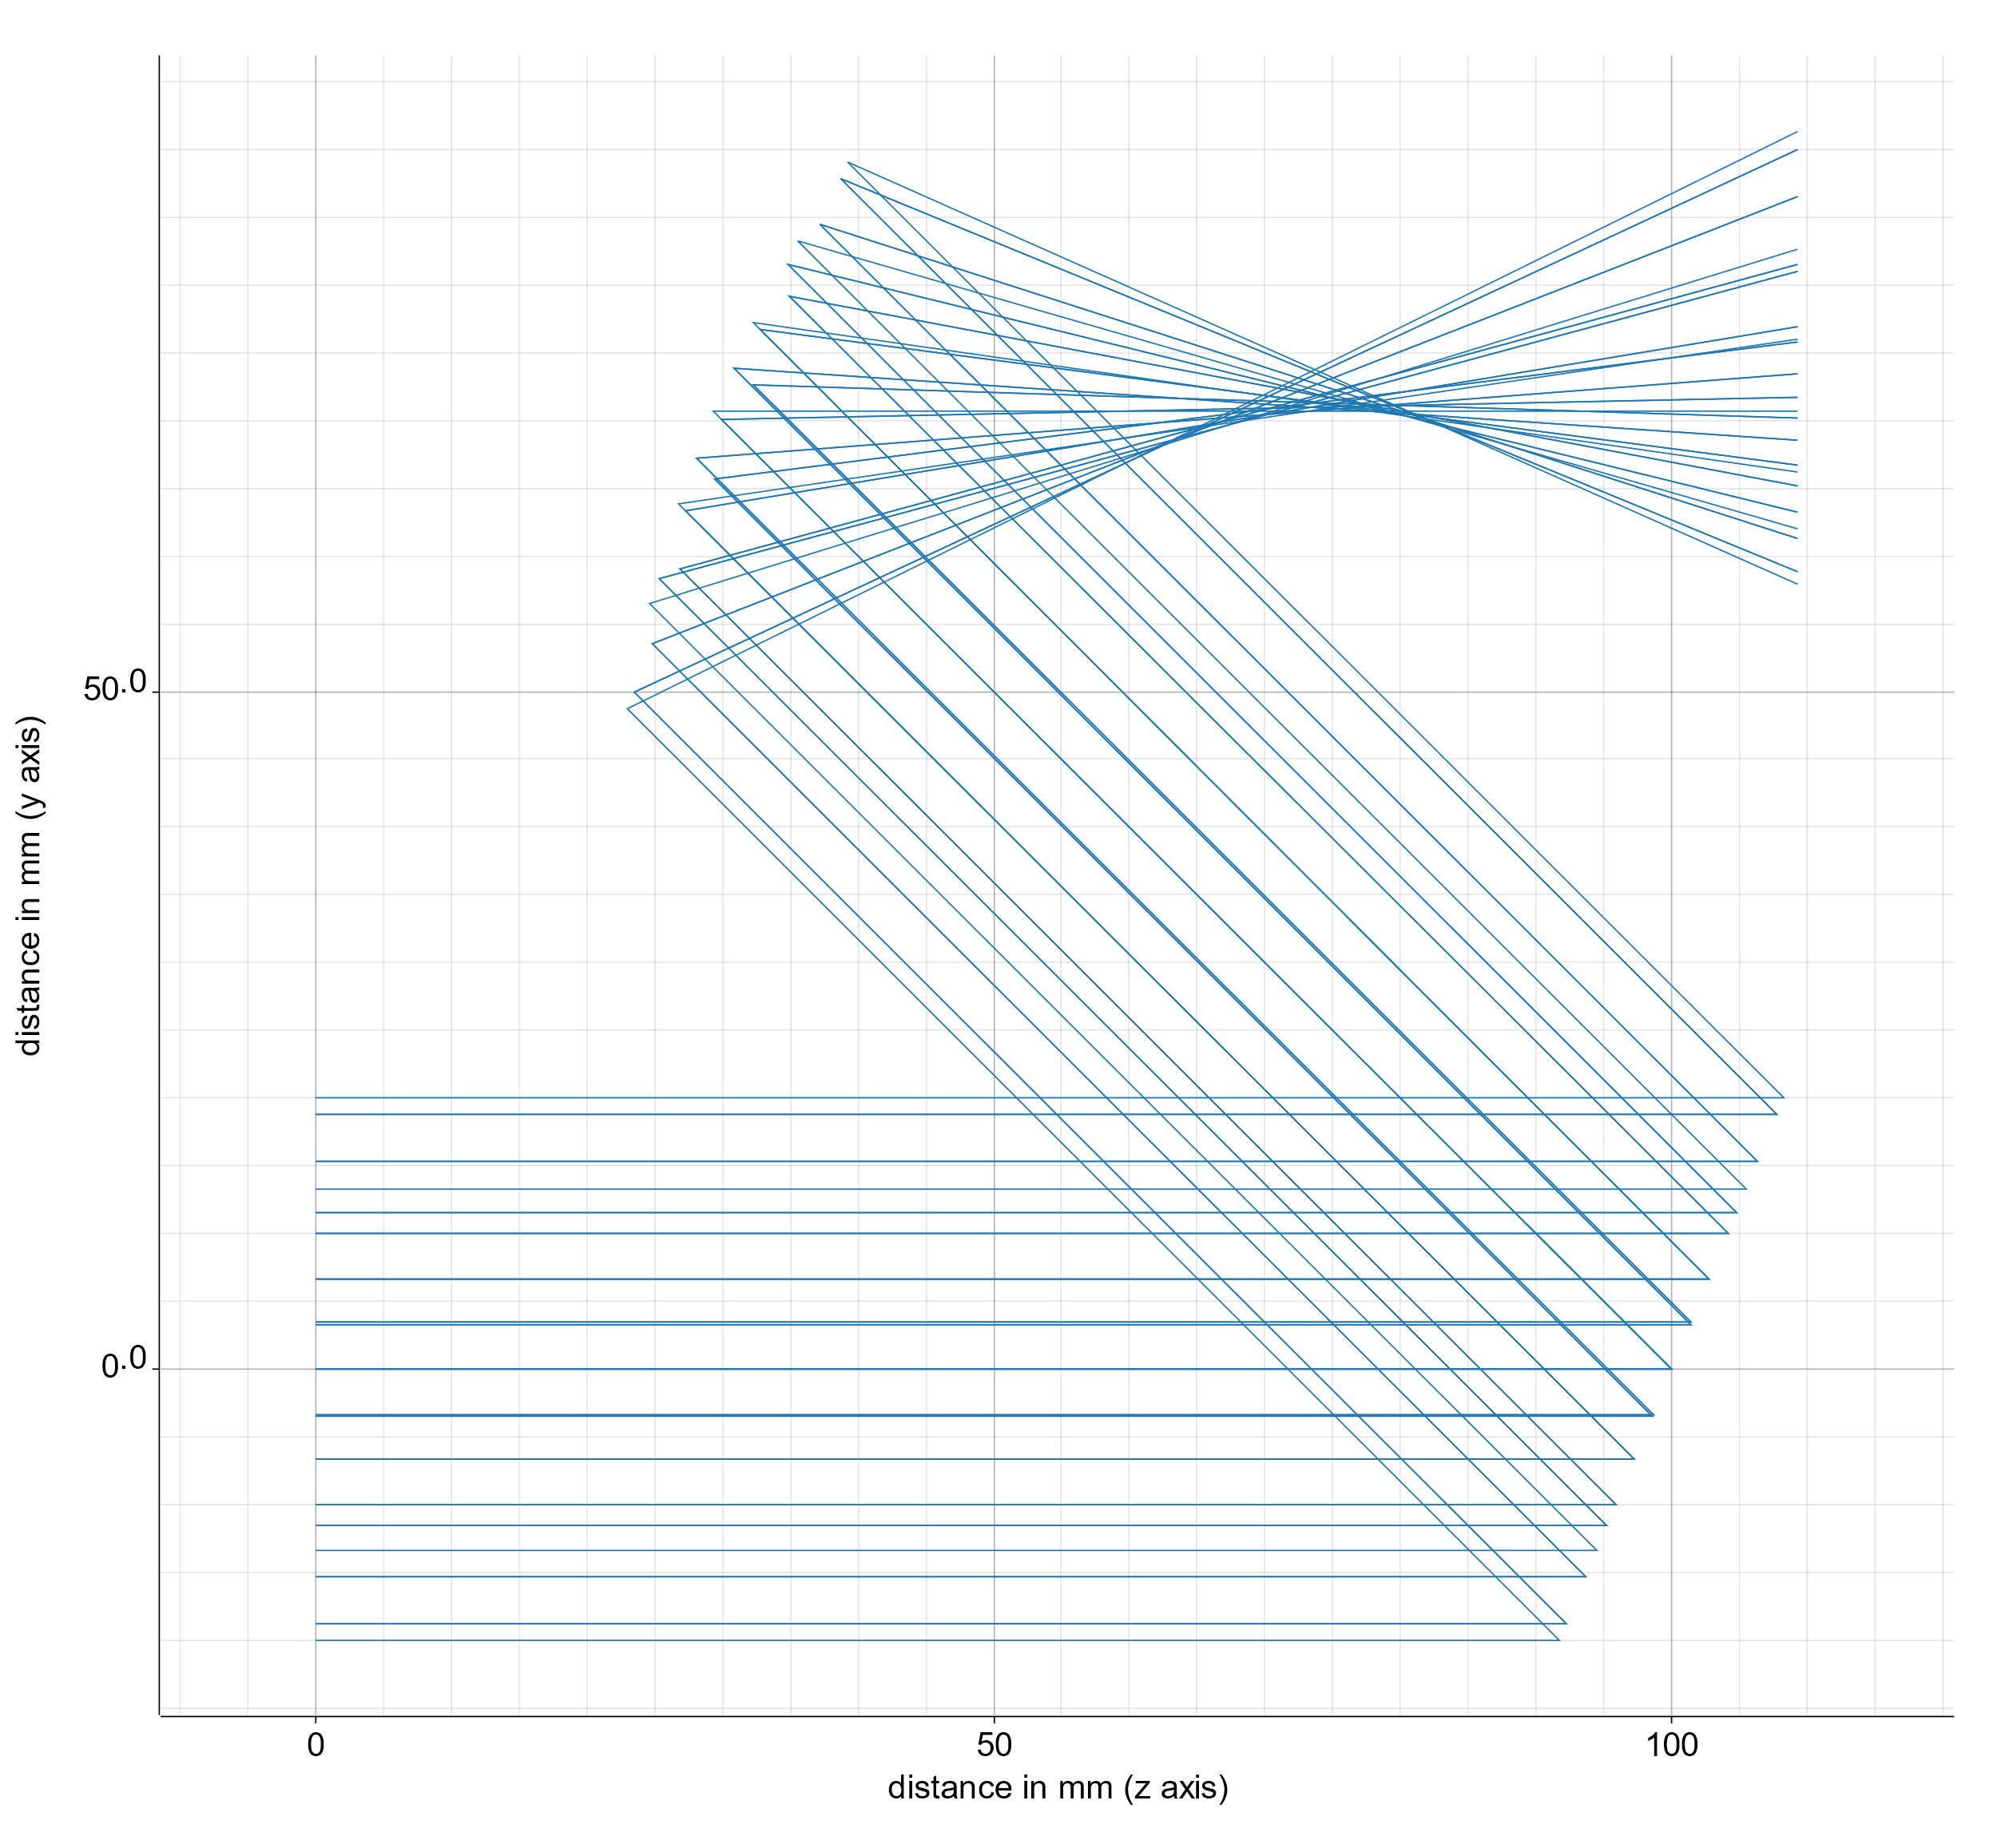 distance in mm (y axis)
50.0
0.0
0 50 100
distance in mm (z axis)